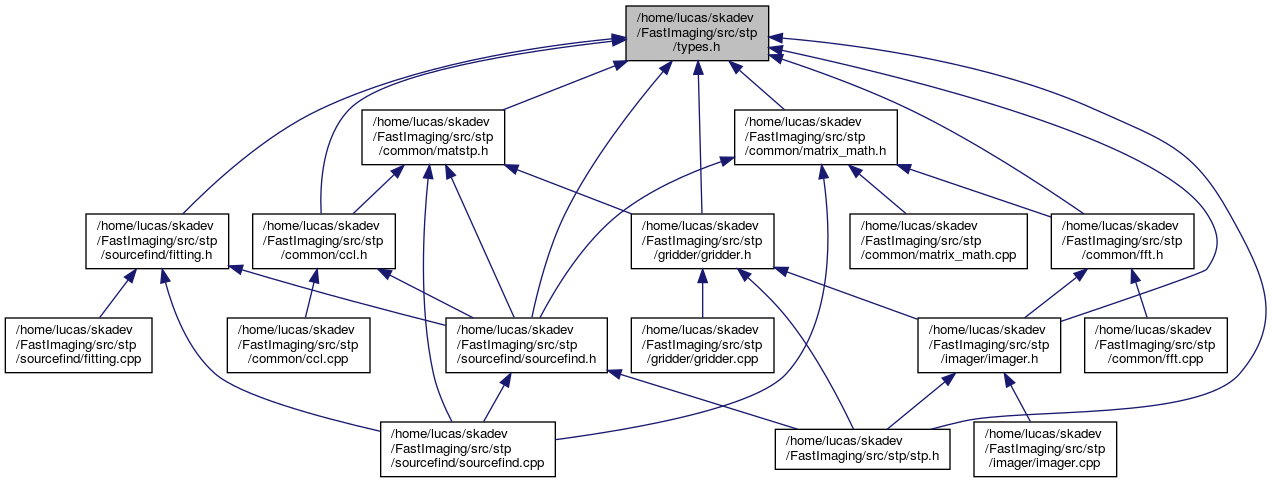 /home/lucas/skadev
/FastImaging/src/stp
/types.h
/home/lucas/skadev
/FastImaging/src/stp
/common/matstp.h
/home/lucas/skadev
/FastImaging/src/stp
/common/matrix_math.h
/home/lucas/skadev
/FastImaging/src/stp
/sourcefind/fitting.h
/home/lucas/skadev
/FastImaging/src/stp
/common/ccl.h
/home/lucas/skadev
/FastImaging/src/stp
/gridder/gridder.h
/home/lucas/skadev
/FastImaging/src/stp
/common/matrix_math.cpp
/home/lucas/skadev
/FastImaging/src/stp
/common/fft.h
/home/lucas/skadev
/FastImaging/src/stp
/sourcefind/fitting.cpp
/home/lucas/skadev
/FastImaging/src/stp
/common/ccl.cpp
/home/lucas/skadev
/FastImaging/src/stp
/sourcefind/sourcefind.h
/home/lucas/skadev
/FastImaging/src/stp
/gridder/gridder.cpp
/home/lucas/skadev
/FastImaging/src/stp
/imager/imager.h
/home/lucas/skadev
/FastImaging/src/stp
/common/fft.cpp
/home/lucas/skadev
/FastImaging/src/stp
/sourcefind/sourcefind.cpp
/home/lucas/skadev
/FastImaging/src/stp/stp.h
/home/lucas/skadev
/FastImaging/src/stp
/imager/imager.cpp